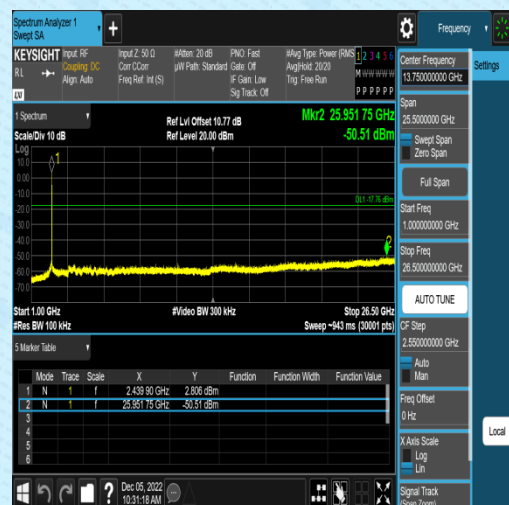 Spectrum Analyzer 1
Swept SA
+
Frequency
KEYSIGHT Input: RF Input Z: 50 Ω #Atten: 20 dB PNO: Fast #Avg Type: Power (RMS 1 2 3 4 5 6
RL Coupling: DC Corr CCorr µW Path: Standard Gate: Off Avg|Hold: 20/20 M W W W W W
Align: Auto Freq Ref: Int (S) IF Gain: Low Trig: Free Run
Sig Track: Off P P P P P P
LXI
1 Spectrum
Scale/Div 10 dB
Ref Lvl Offset 10.77 dB
Ref Level 20.00 dBm
Mkr2 25.951 75 GHz
-50.51 dBm
Log
10.0
0.00
-10.0
-20.0
-30.0
-40.0
-50.0
-60.0
-70.0
1
DL1 -17.76 dBm
2
Start 1.00 GHz #Video BW 300 kHz Stop 26.50 GHz
#Res BW 100 kHz Sweep ~943 ms (30001 pts)
5 Marker Table
Mode Trace Scale X Y Function Function Width Function Value
1 N 1 f 2.439 90 GHz 2.806 dBm
2 N 1 f 25.951 75 GHz -50.51 dBm
3
4
5
6
Dec 05, 2022
10:31:18 AM
Center Frequency
13.750000000 GHz
Span
25.5000000 GHz
Swept Span
Zero Span
Full Span
Start Freq
1.000000000 GHz
Stop Freq
26.500000000 GHz
AUTO TUNE
CF Step
2.550000000 GHz
Auto
Man
Freq Offset
0 Hz
X Axis Scale
Log
Lin
Signal Track
(Span Zoom)
Settings
Local